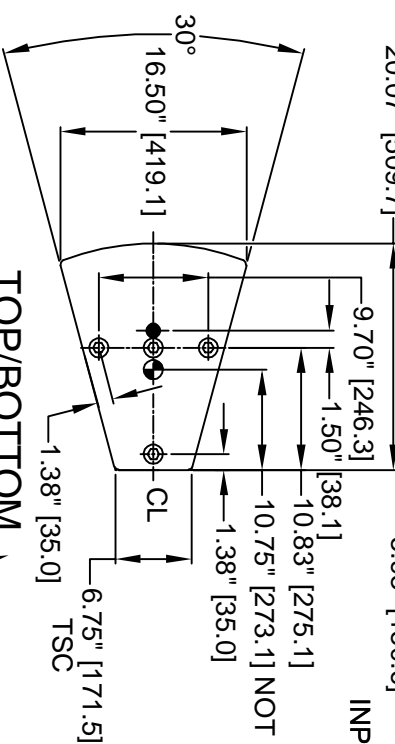 30°
16.50" [419.1]
9.70" [246.3]
1.50" [38.1]
10.83" [275.1]
10.75" [273.1] NOT
1.38" [35.0]
CL
1.38" [35.0]
6.75" [171.5]
TSC
INP
TOP/BOTTOM